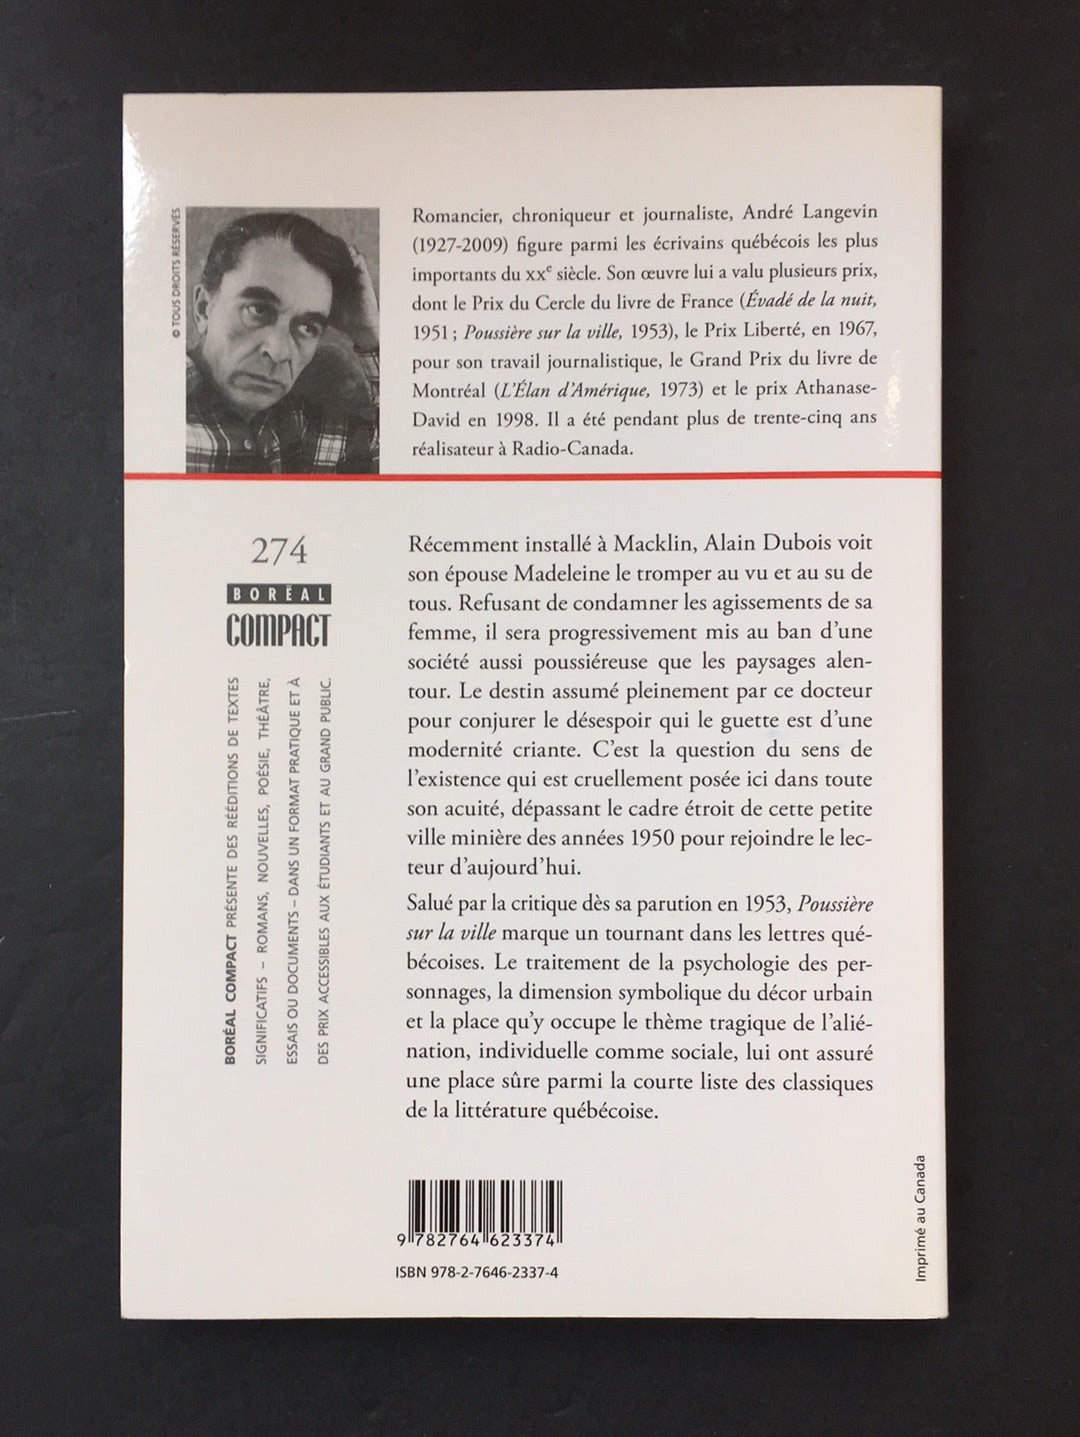 © TOUS DROITS RÉSERVÉS
Romancier, chroniqueur et journaliste, André Langevin
(1927-2009) figure parmi les écrivains québécois les plus
importants du XXe siècle. Son œuvre lui a valu plusieurs prix,
dont le Prix du Cercle du livre de France (Évadé de la nuit,
1951 ; Poussière sur la ville, 1953), le Prix Liberté, en 1967,
pour son travail journalistique, le Grand Prix du livre de
Montréal (L'Élan d'Amérique, 1973) et le prix Athanase-
David en 1998. Il a été pendant plus de trente-cinq ans
réalisateur à Radio-Canada.
274
BORÉAL
COMPACT
BORÉAL COMPACT PRÉSENTE DES RÉÉDITIONS DE TEXTES
SIGNIFICATIFS – ROMANS, NOUVELLES, POÉSIE, THÉÂTRE,
ESSAIS OU DOCUMENTS – DANS UN FORMAT PRATIQUE ET À
DES PRIX ACCESSIBLES AUX ÉTUDIANTS ET AU GRAND PUBLIC.
Récemment installé à Macklin, Alain Dubois voit
son épouse Madeleine le tromper au vu et au su de
tous. Refusant de condamner les agissements de sa
femme, il sera progressivement mis au ban d'une
société aussi poussiéreuse que les paysages alen-
tour. Le destin assumé pleinement par ce docteur
pour conjurer le désespoir qui le guette est d'une
modernité criante. C'est la question du sens de
l'existence qui est cruellement posée ici dans toute
son acuité, dépassant le cadre étroit de cette petite
ville minière des années 1950 pour rejoindre le lec-
teur d'aujourd'hui.
Salué par la critique dès sa parution en 1953, Poussière
sur la ville marque un tournant dans les lettres qué-
bécoises. Le traitement de la psychologie des per-
sonnages, la dimension symbolique du décor urbain
et la place qu'y occupe le thème tragique de l'alié-
nation, individuelle comme sociale, lui ont assuré
une place sûre parmi la courte liste des classiques
de la littérature québécoise.
9 782764 623374
ISBN 978-2-7646-2337-4
Imprimé au Canada